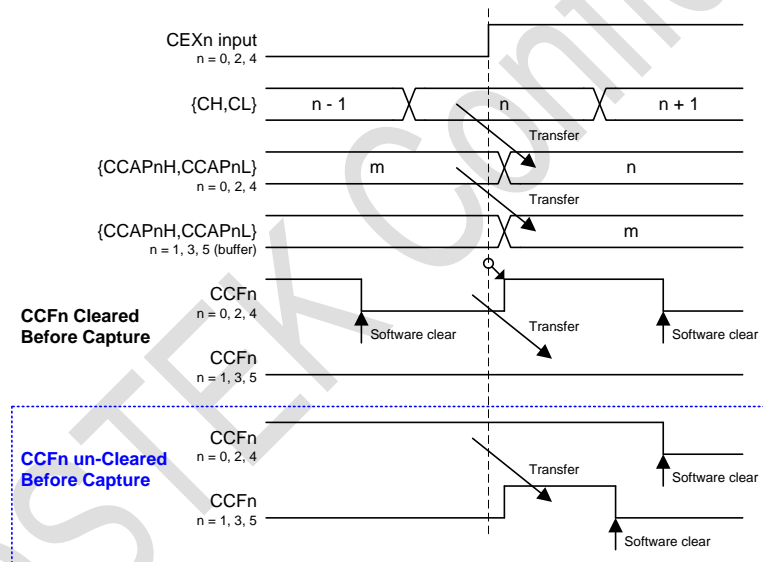 CEXn input
n = 0, 2, 4
{CH,CL}
n - 1
n
n + 1
Transfer
{CCAPnH,CCAPnL}
n = 0, 2, 4
m
n
Transfer
{CCAPnH,CCAPnL}
n = 1, 3, 5 (buffer)
m
CCFn Cleared
Before Capture
CCFn
n = 0, 2, 4
Software clear
Transfer
Software clear
CCFn
n = 1, 3, 5
CCFn un-Cleared
Before Capture
CCFn
n = 0, 2, 4
Transfer
Software clear
CCFn
n = 1, 3, 5
Software clear